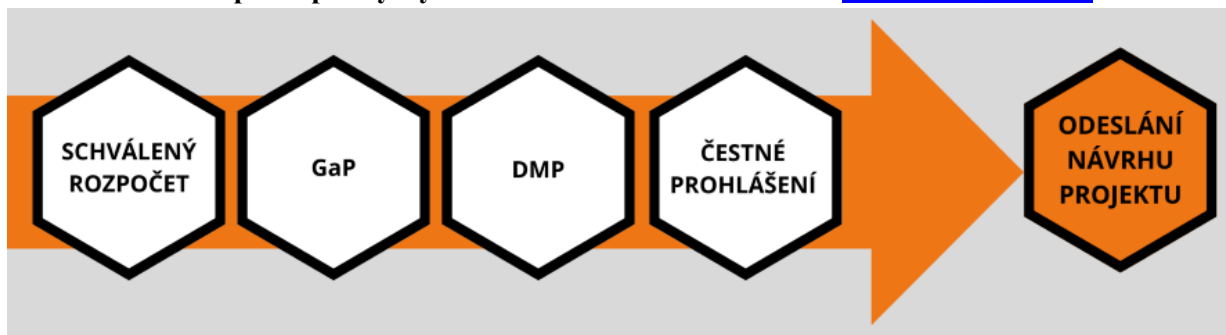 SCHVÁLENÝ
ROZPOČET
GaP
DMP
ČESTNÉ
PROHLÁŠENÍ
ODESLÁNÍ
NÁVRHU
PROJEKTU